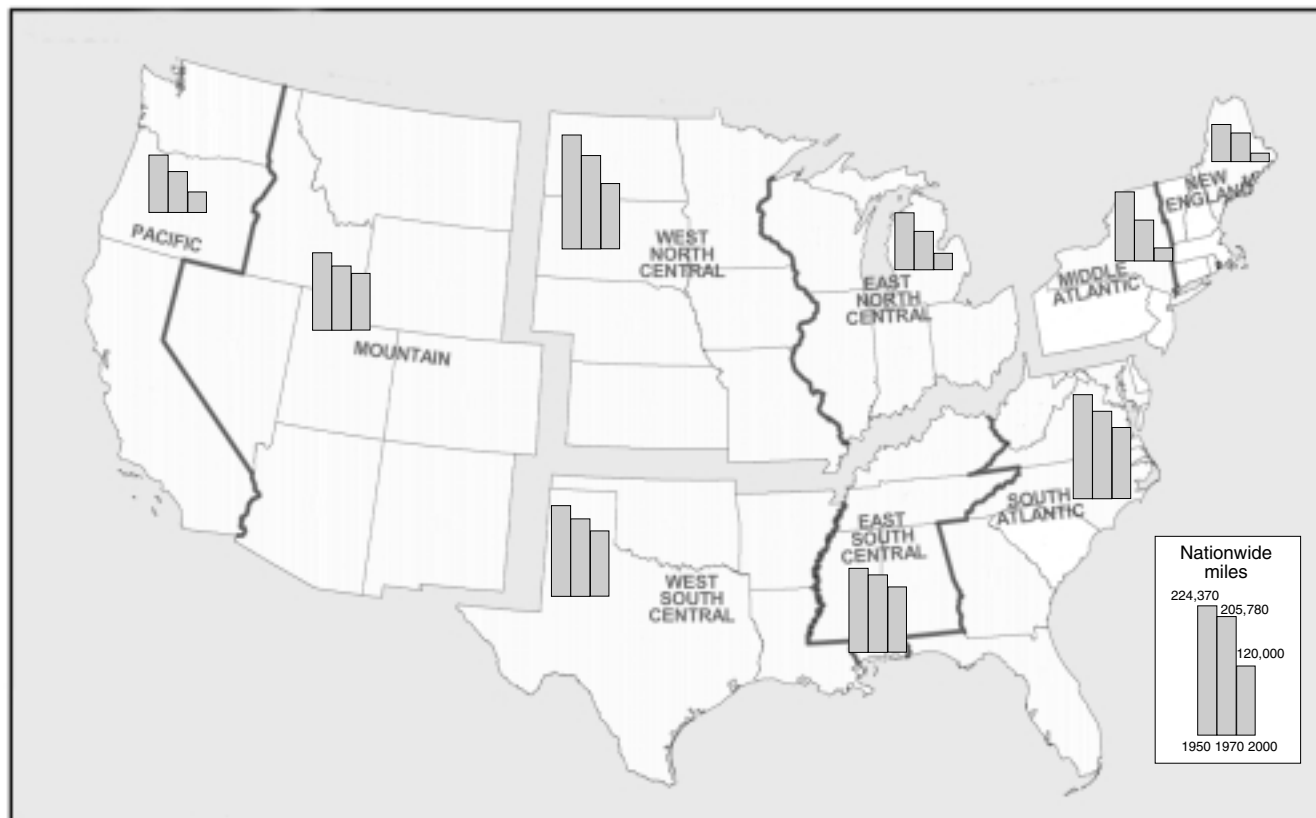 PACIFIC
MOUNTAIN
WEST
NORTH
CENTRAL
EAST
NORTH
CENTRAL
NEW
ENGLAND
MIDDLE
ATLANTIC
WEST
SOUTH
CENTRAL
EAST
SOUTH
CENTRAL
SOUTH
ATLANTIC
Nationwide
miles
224,370
205,780
120,000
1950 1970 2000